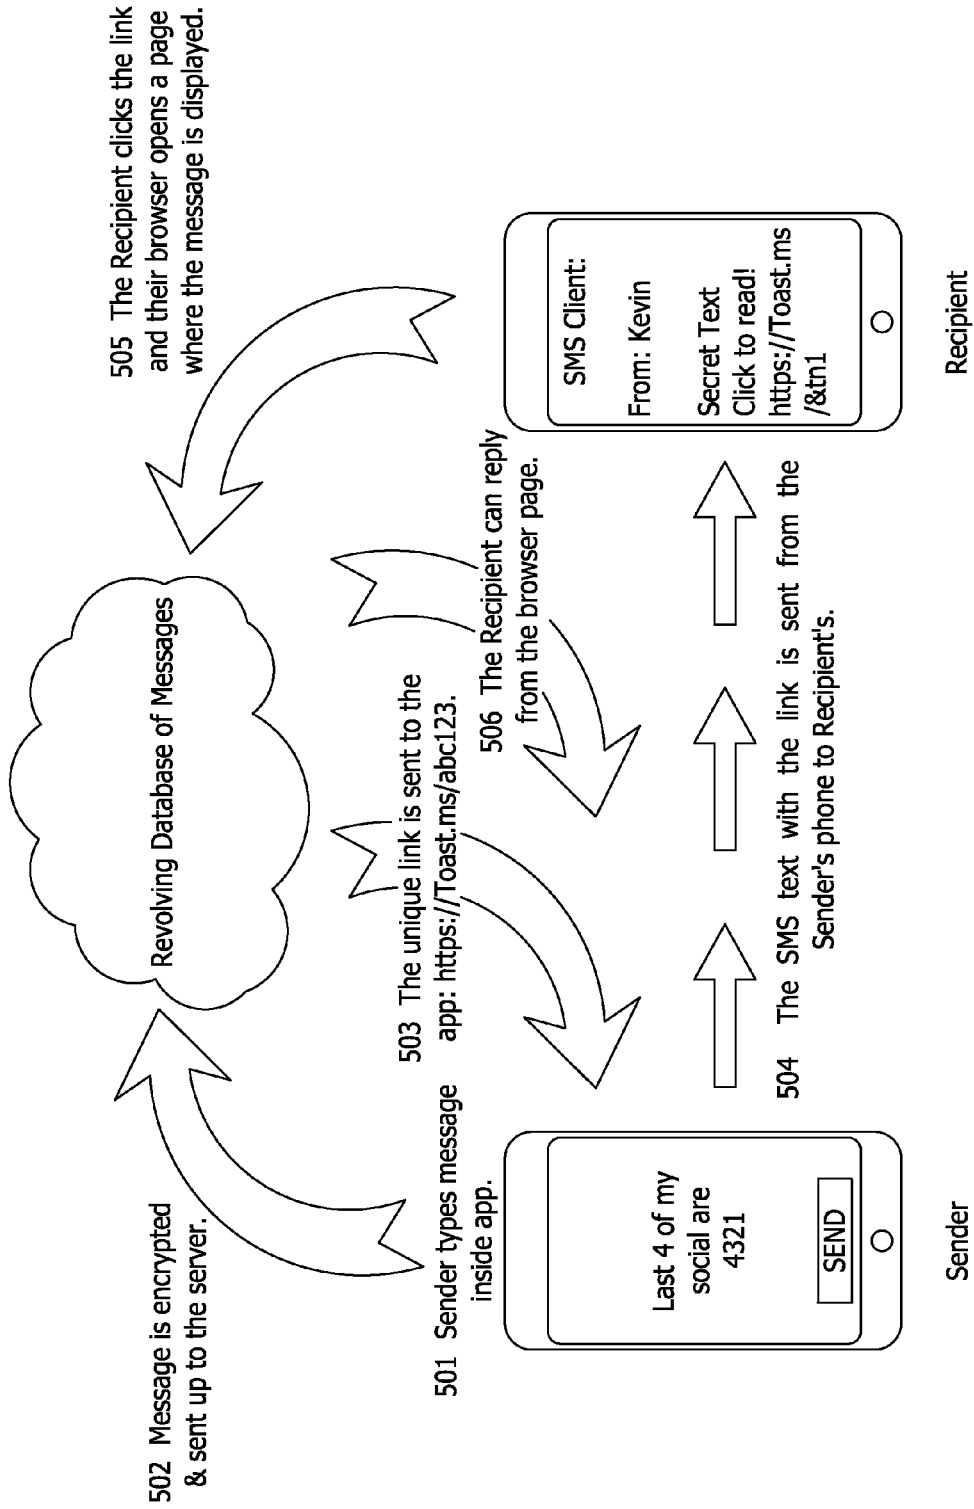 502 Message is encrypted
& sent up to the server.
505 The Recipient clicks the link
and their browser opens a page
where the message is displayed.
Revolving Database of Messages
503 The unique link is sent to the
app: https://Toast.ms/abc123.
501 Sender types message
inside app.
506 The Recipient can reply
from the browser page.
Last 4 of my
social are
4321
SEND
Sender
504 The SMS text with the link is sent from the
Sender's phone to Recipient's.
SMS Client:
From: Kevin
Secret Text
Click to read!
https://Toast.ms
/&tn1
Recipient